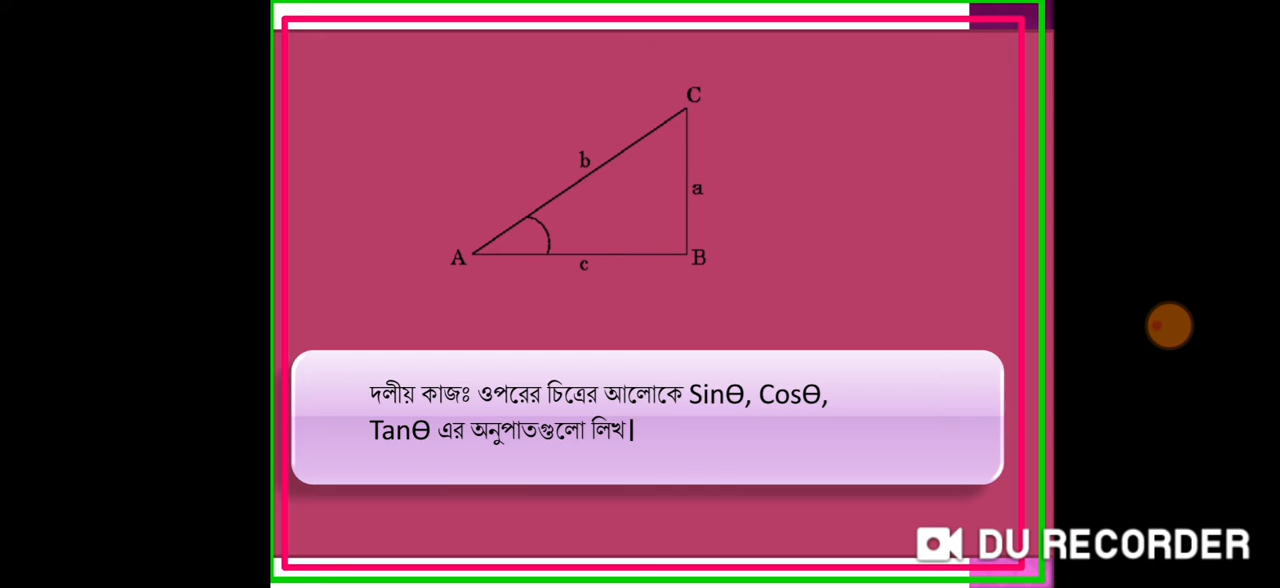 C
b
a
A
B
c
দলীয় কাজঃ ওপরের চিত্রের আলোকে Sinϴ, Cosϴ,
Tanϴ এর অনুপাতগুলো লিখ।
DU RECORDER